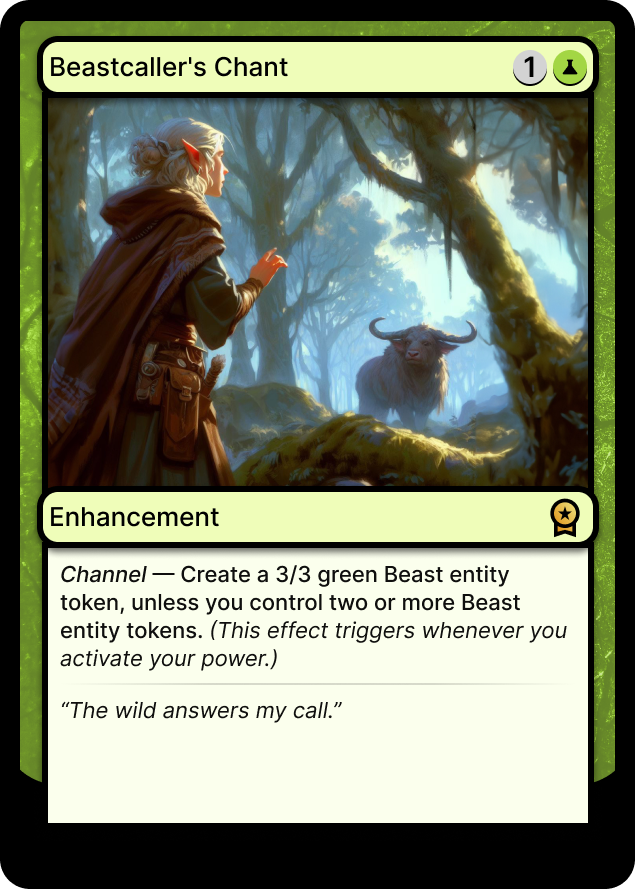 Beastcaller's Chant
1
Enhancement
Channel — Create a 3/3 green Beast entity
token, unless you control two or more Beast
entity tokens. (This effect triggers whenever you
activate your power.)
“The wild answers my call.”